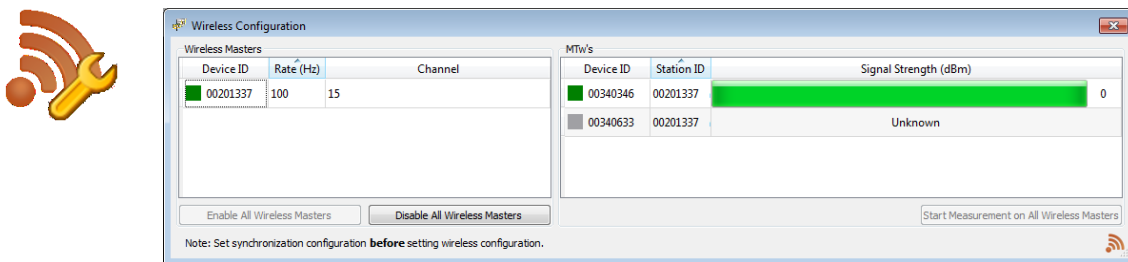 Wireless Configuration
Wireless Masters
Device ID Rate (Hz) Channel
00201337 100 15
Enable All Wireless Masters Disable All Wireless Masters
MTw's
Device ID Station ID Signal Strength (dBm)
00340346 00201337 0
00340633 00201337 Unknown
Start Measurement on All Wireless Masters
Note: Set synchronization configuration before setting wireless configuration.